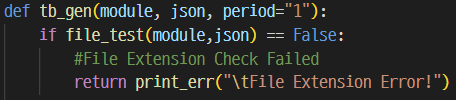 def tb_gen(module, json, period="1"):
    if file_test(module,json) == False:
        #File Extension Check Failed
        return print_err("\tFile Extension Error!")